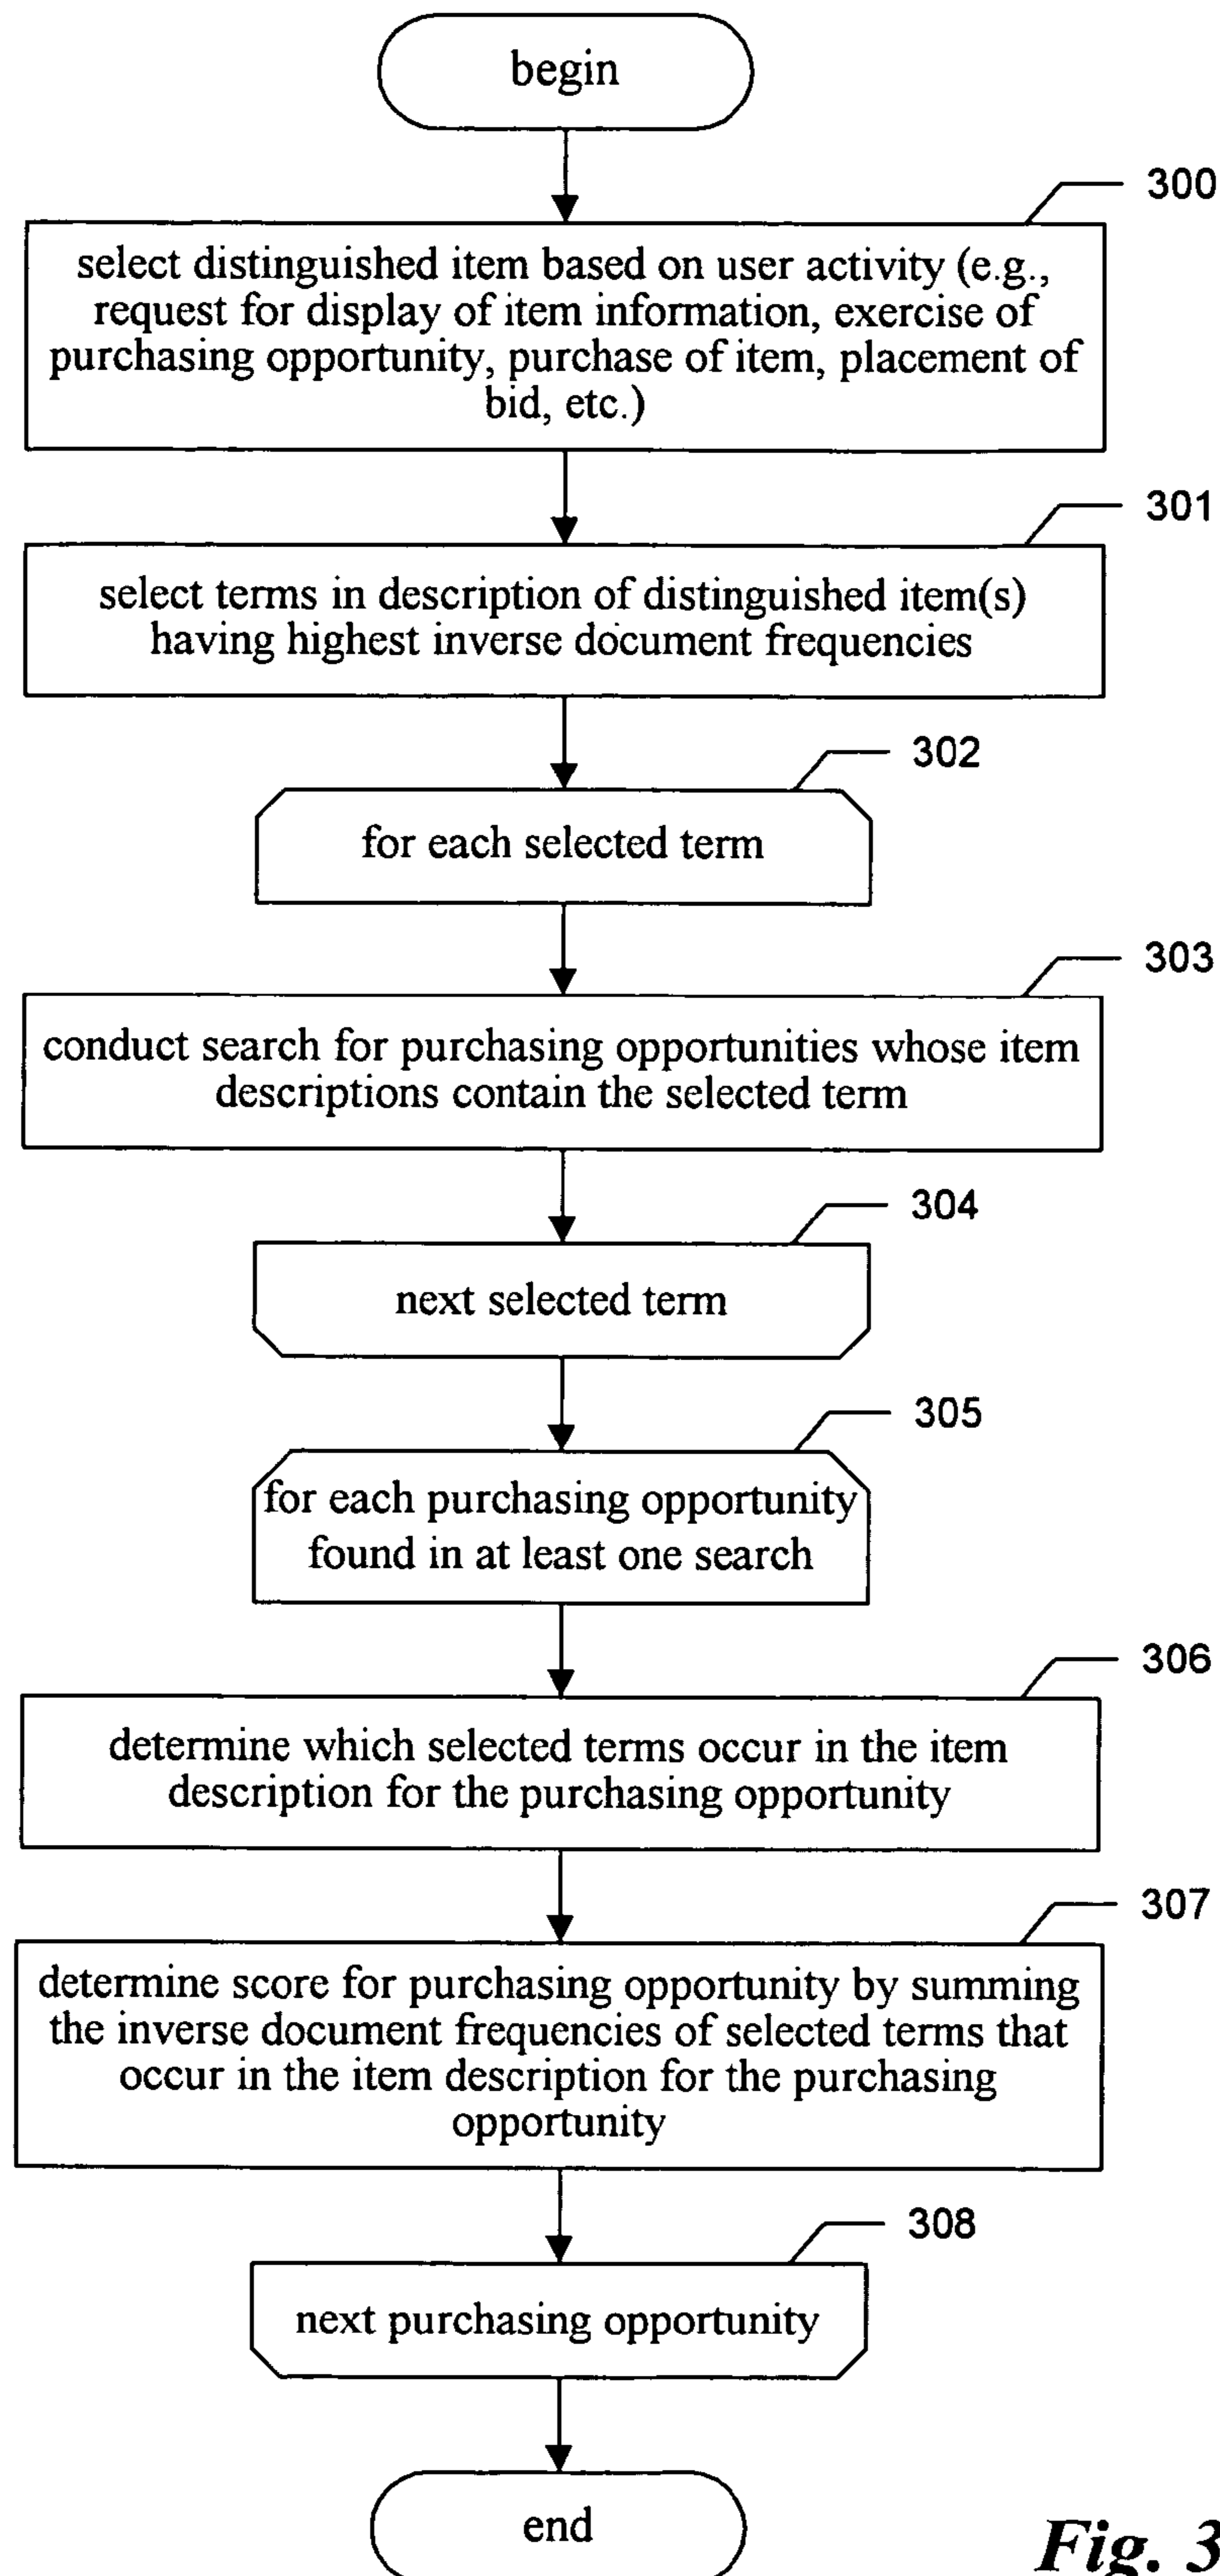 begin
300
select distinguished item based on user activity (e.g.,
request for display of item information, exercise of
purchasing opportunity, purchase of item, placement of
bid, etc.)
301
select terms in description of distinguished item(s)
having highest inverse document frequencies
302
for each selected term
303
conduct search for purchasing opportunities whose item
descriptions contain the selected term
304
next selected term
305
for each purchasing opportunity
found in at least one search
306
determine which selected terms occur in the item
description for the purchasing opportunity
307
determine score for purchasing opportunity by summing
the inverse document frequencies of selected terms that
occur in the item description for the purchasing
opportunity
308
next purchasing opportunity
end
Fig. 3